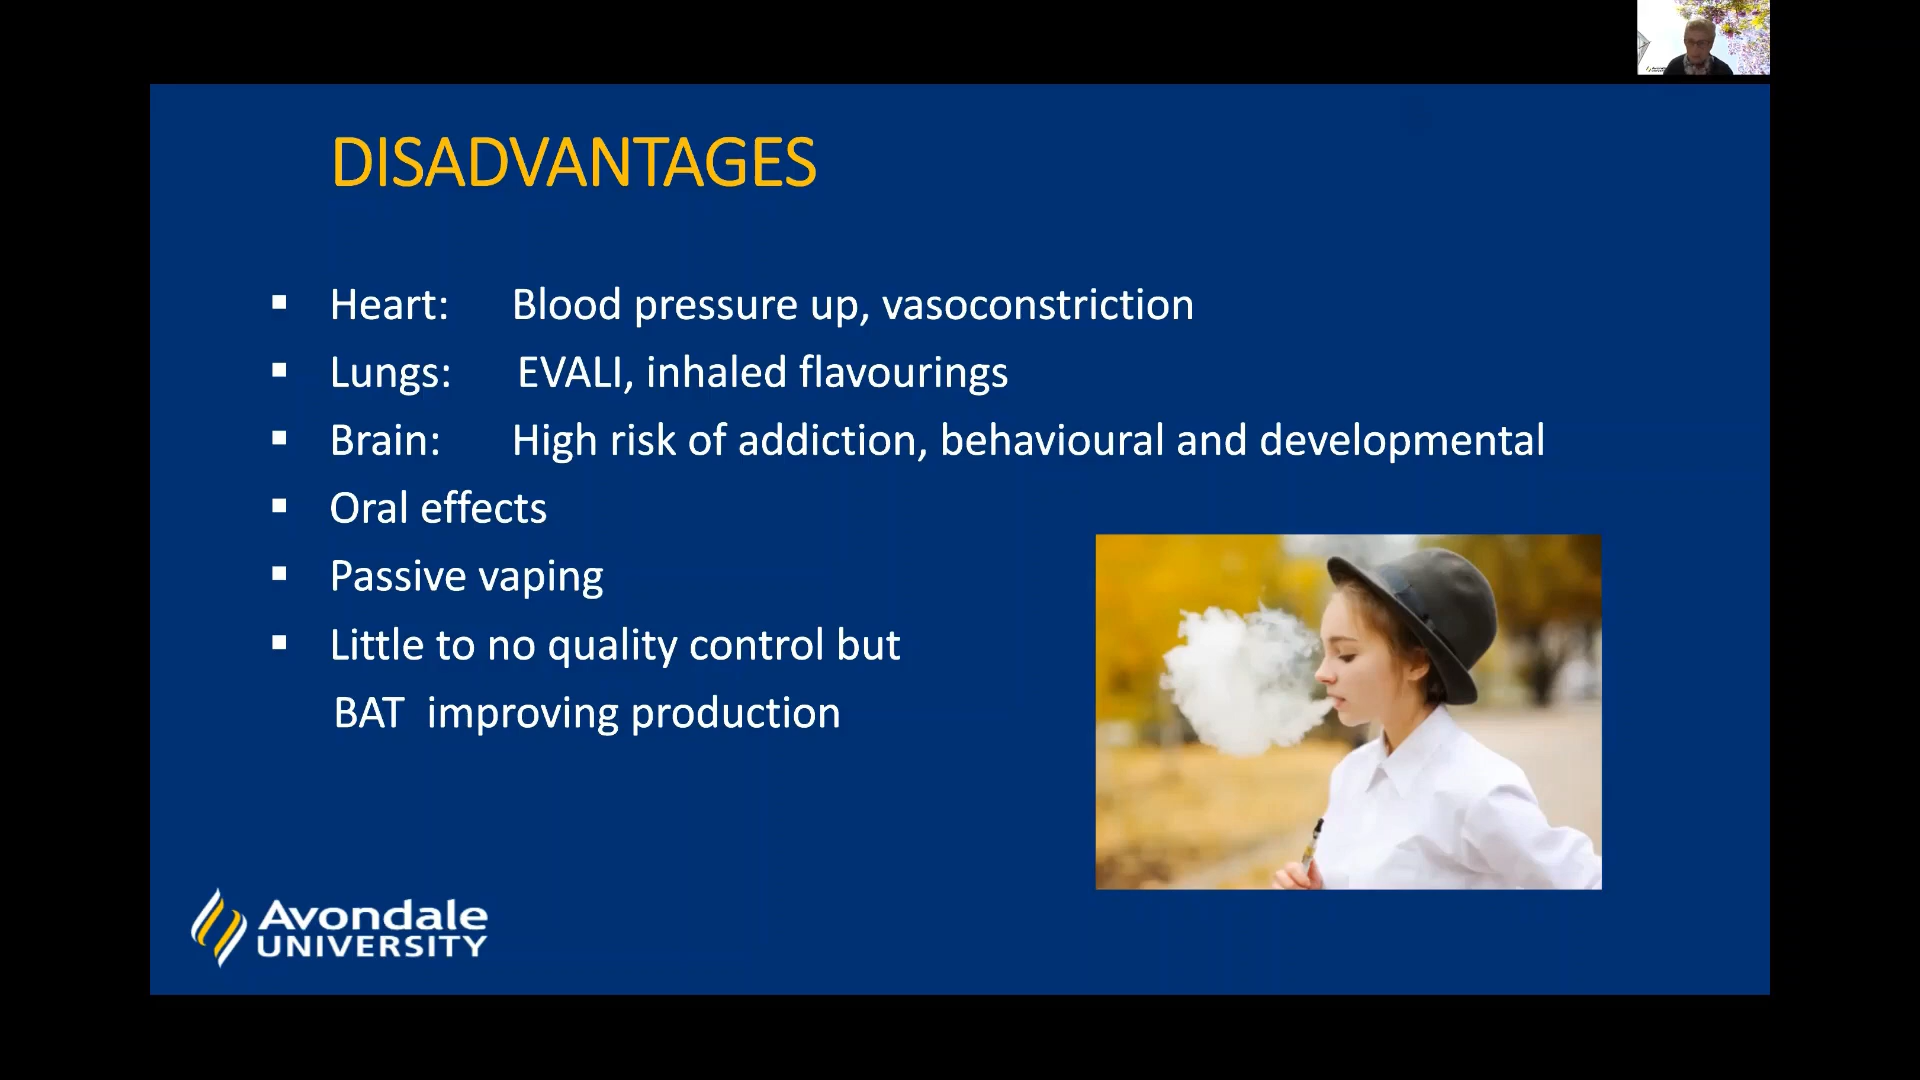 DISADVANTAGES
▪ Heart: Blood pressure up, vasoconstriction
▪ Lungs: EVALI, inhaled flavourings
▪ Brain: High risk of addiction, behavioural and developmental
▪ Oral effects
▪ Passive vaping
▪ Little to no quality control but
BAT improving production
Avondale
UNIVERSITY